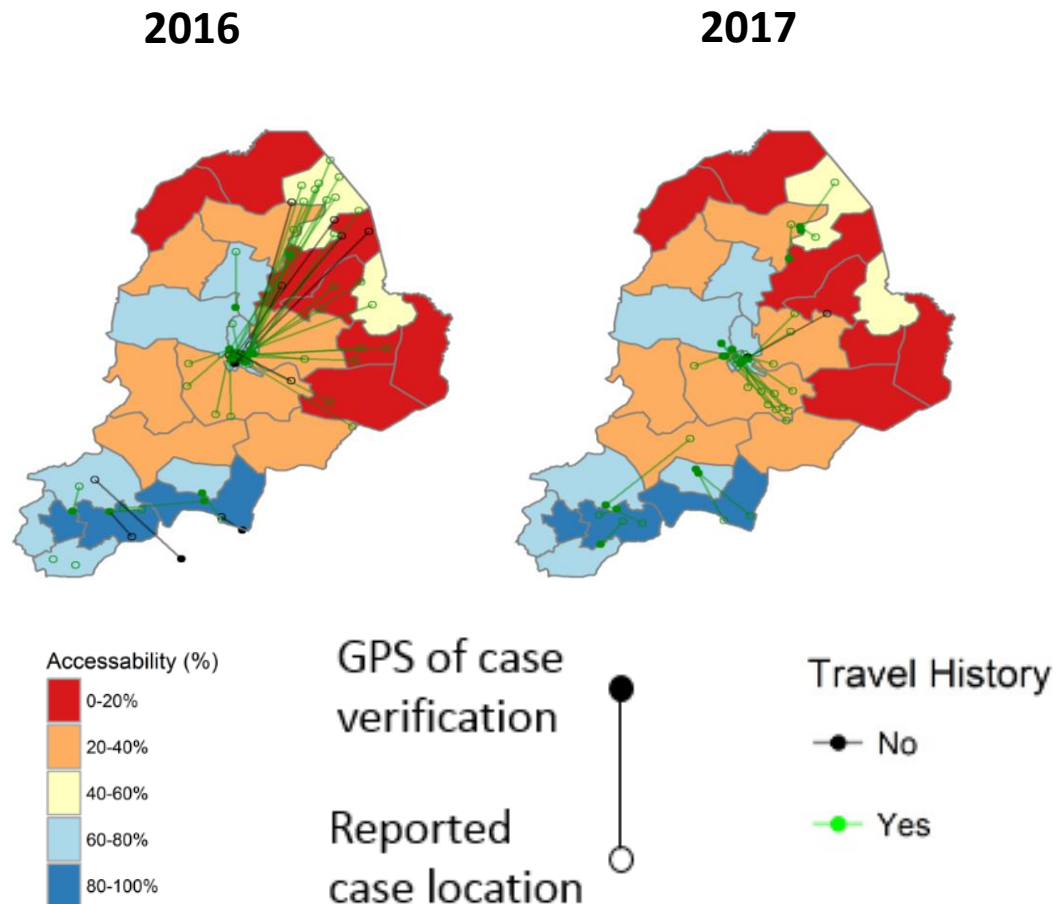 2016
2017
Accessability (%)
0-20%
20-40%
40-60%
60-80%
80-100%
GPS of case
verification
Reported
case location
Travel History
No
Yes